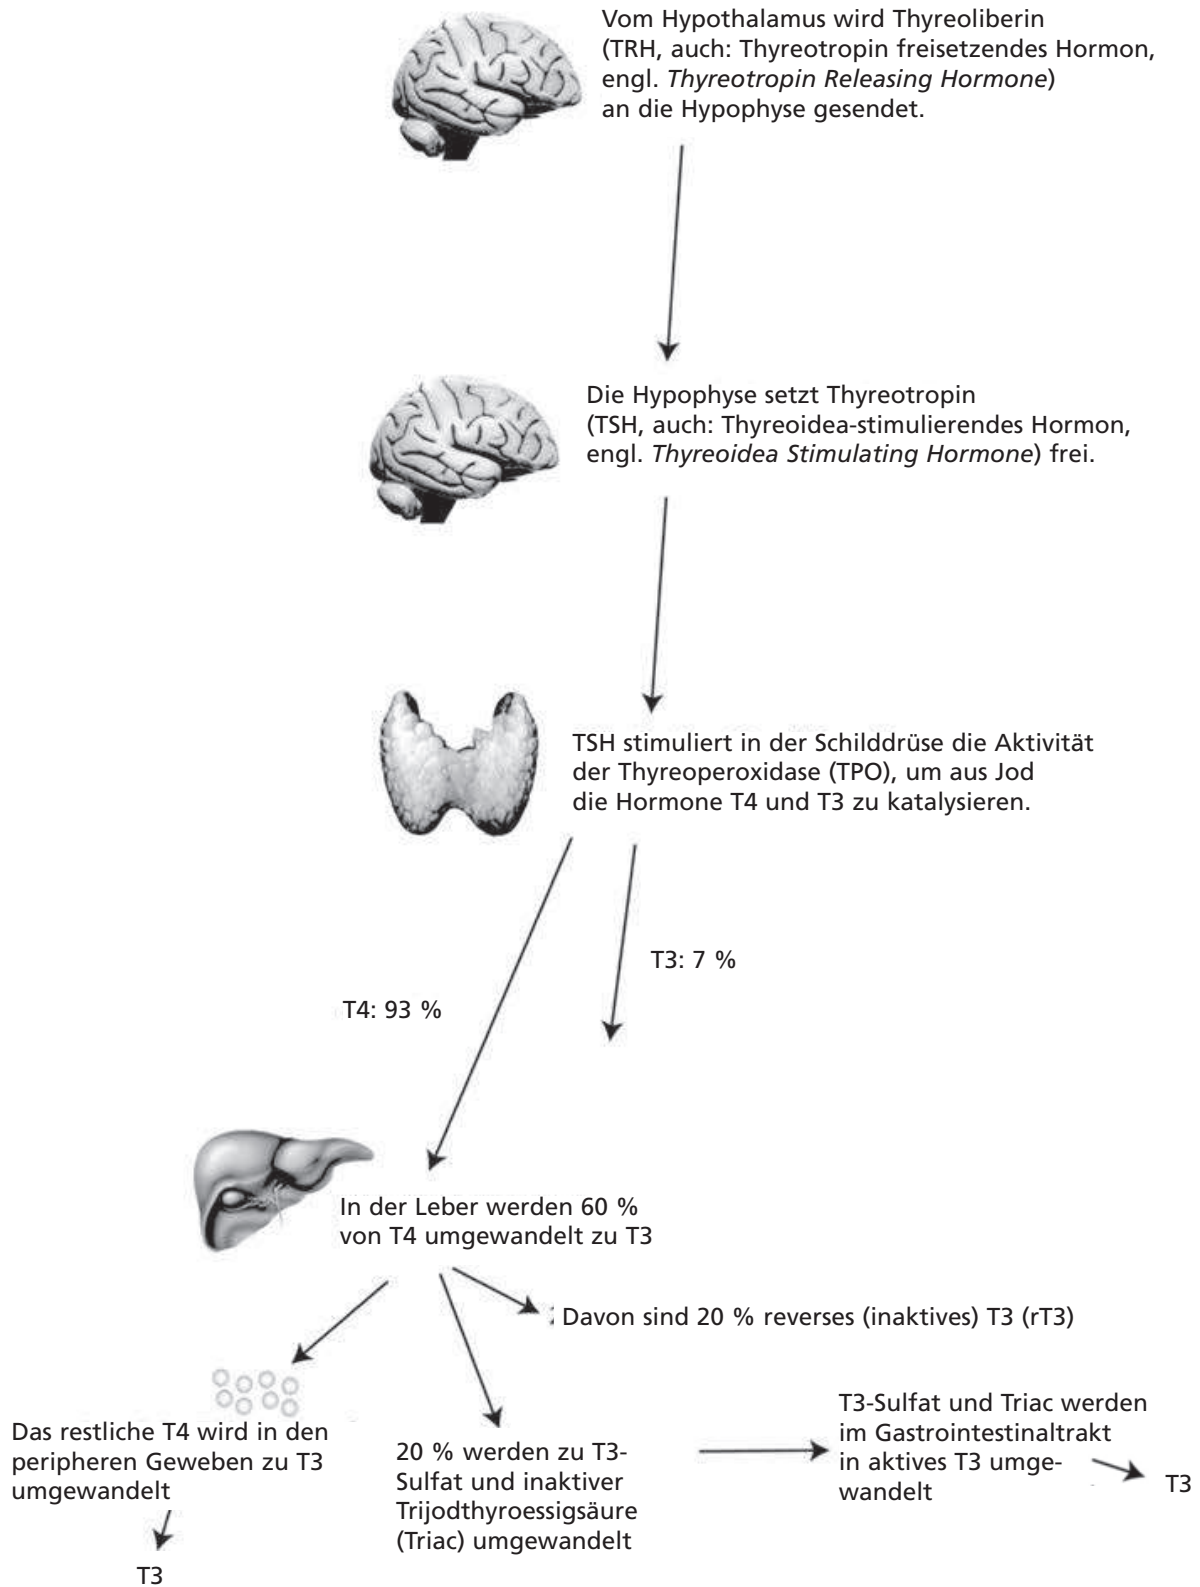 Vom Hypothalamus wird Thyreoliberin
(TRH, auch: Thyreotropin freisetzendes Hormon,
engl. Thyreotropin Releasing Hormone)
an die Hypophyse gesendet.
Die Hypophyse setzt Thyreotropin
(TSH, auch: Thyreoidea-stimulierendes Hormon,
engl. Thyreoidea Stimulating Hormone) frei.
TSH stimuliert in der Schilddrüse die Aktivität
der Thyreoperoxidase (TPO), um aus Jod
die Hormone T4 und T3 zu katalysieren.
T3: 7 %
T4: 93 %
In der Leber werden 60 %
von T4 umgewandelt zu T3
Davon sind 20 % reverses (inaktives) T3 (rT3)
Das restliche T4 wird in den
peripheren Geweben zu T3
umgewandelt
T3
20 % werden zu T3-
Sulfat und inaktiver
Trijodthyroessigsäure
(Triac) umgewandelt
T3-Sulfat und Triac werden
im Gastrointestinaltrakt
in aktives T3 umge-
wandelt
T3